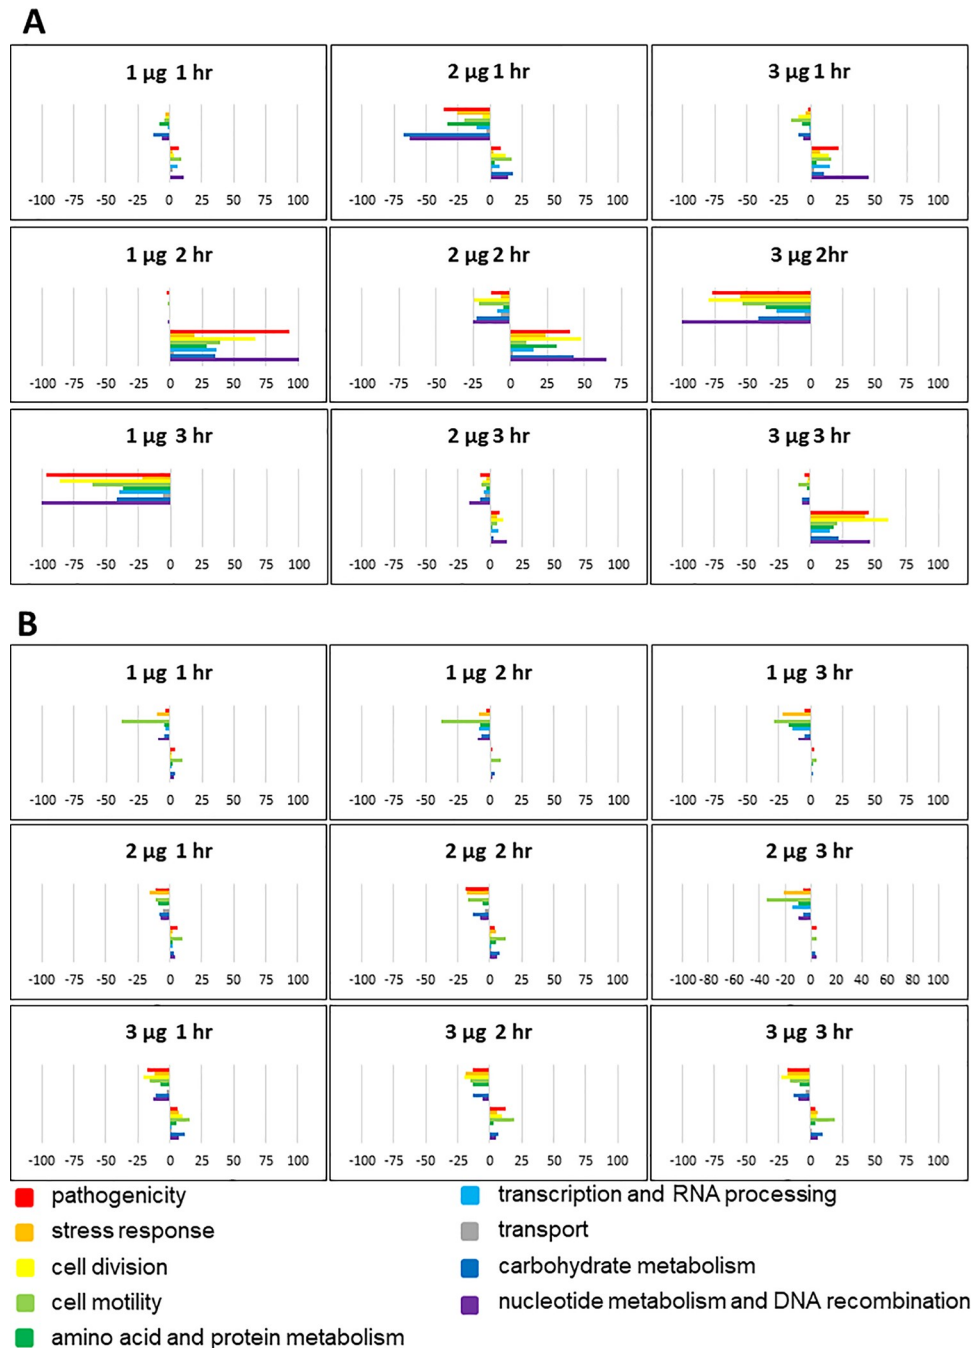 A
1 µg 1 hr
2 µg 1 hr
3 µg 1 hr
-100 -75 -50 -25 0 25 50 75 100
-100 -75 -50 -25 0 25 50 75 100
-100 -75 -50 -25 0 25 50 75 100
1 µg 2 hr
2 µg 2 hr
3 µg 2hr
-100 -75 -50 -25 0 25 50 75 100
-100 -75 -50 -25 0 25 50 75
-100 -75 -50 -25 0 25 50 75 100
1 µg 3 hr
2 µg 3 hr
3 µg 3 hr
-100 -75 -50 -25 0 25 50 75 100
-100 -75 -50 -25 0 25 50 75 100
-100 -75 -50 -25 0 25 50 75 100
B
1 µg 1 hr
1 µg 2 hr
1 µg 3 hr
-100 -75 -50 -25 0 25 50 75 100
-100 -75 -50 -25 0 25 50 75 100
-100 -75 -50 -25 0 25 50 75 100
2 µg 1 hr
2 µg 2 hr
2 µg 3 hr
-100 -75 -50 -25 0 25 50 75 100
-100 -75 -50 -25 0 25 50 75 100
-100 -80 -60 -40 -20 0 20 40 60 80 100
3 µg 1 hr
3 µg 2 hr
3 µg 3 hr
-100 -75 -50 -25 0 25 50 75 100
-100 -75 -50 -25 0 25 50 75 100
-100 -75 -50 -25 0 25 50 75 100
pathogenicity
stress response
cell division
cell motility
amino acid and protein metabolism
transcription and RNA processing
transport
carbohydrate metabolism
nucleotide metabolism and DNA recombination